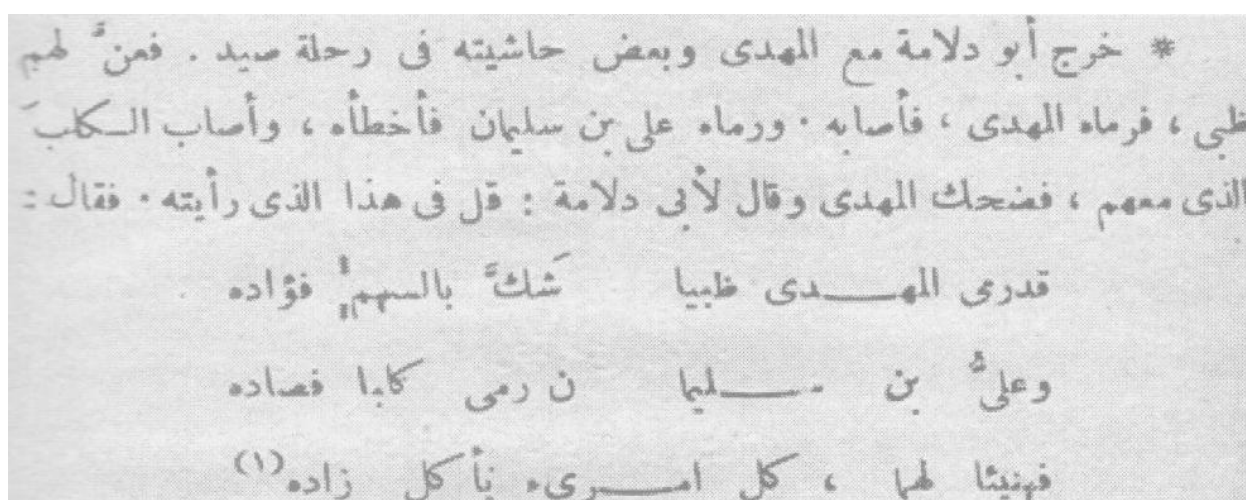 * خرج أبو دلامة مع المهدى وبعض حاشيته فى رحلة صيد . فعنَّ لهم
ظبى ، فرماه المهدى ، فأصابه . ورماه على بن سليمان فأخطأه ، وأصاب الـكلبَ
الذى معهم ، فضحك المهدى وقال لأبى دلامة : قل فى هذا الذى رأيته . فقال :
قدرمى المهـــدى ظبيا شَكَّ بالسهم فؤاده
وعلىُّ بن ســـليما ن رمى كلبا فصاده
فهنيئا لهما ، كل امـــرىء يأكل زاده(١)